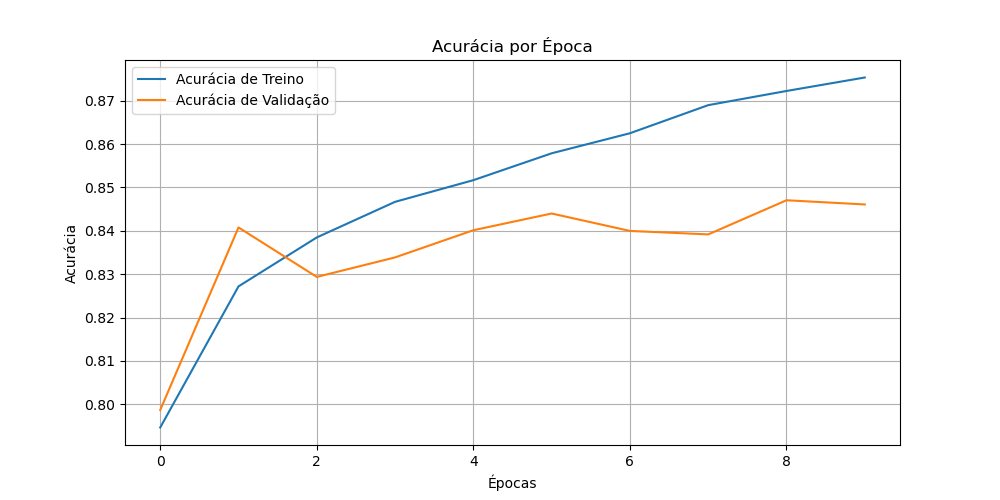 Acurácia por Época
Acurácia de Treino
Acurácia de Validação
Acurácia
0.87
0.86
0.85
0.84
0.83
0.82
0.81
0.80
0 2 4 6 8
Épocas